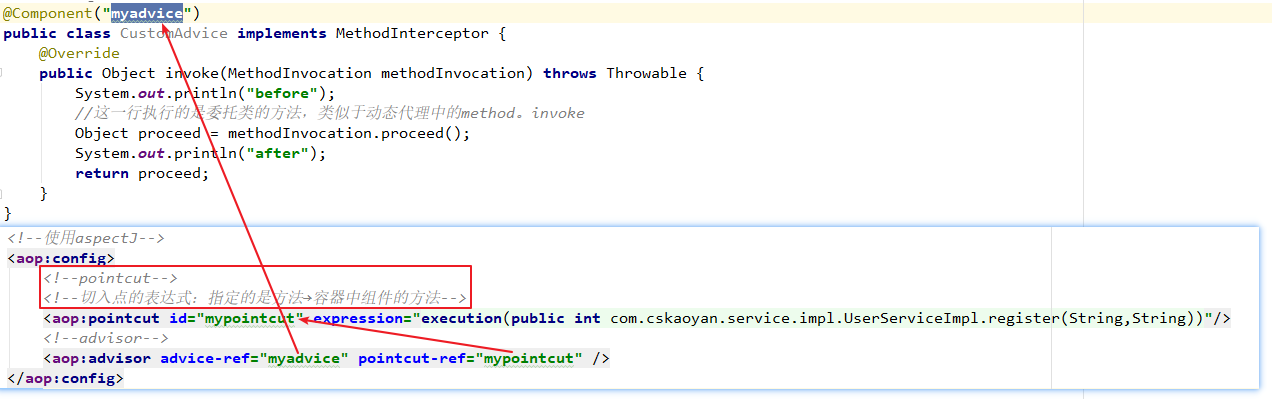 @Component("myadvice")
public class CustomAdvice implements MethodInterceptor {
    @Override
    public Object invoke(MethodInvocation methodInvocation) throws Throwable {
        System.out.println("before");
        //这一行执行的是委托类的方法，类似于动态代理中的method。invoke
        Object proceed = methodInvocation.proceed();
        System.out.println("after");
        return proceed;
    }
}
<!--使用aspectJ-->
<aop:config>
    <!--pointcut-->
    <!--切入点的表达式：指定的是方法→容器中组件的方法-->
    <aop:pointcut id="mypointcut" expression="execution(public int com.cskaoyan.service.impl.UserServiceImpl.register(String,String))"/>
    <!--advisor-->
    <aop:advisor advice-ref="myadvice" pointcut-ref="mypointcut" />
</aop:config>